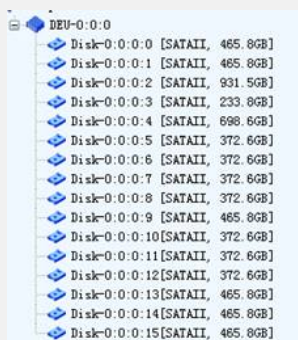 DEU-0:0:0
Disk-0:0:0:0 [SATAII, 465.8GB]
Disk-0:0:0:1 [SATAII, 465.8GB]
Disk-0:0:0:2 [SATAII, 931.5GB]
Disk-0:0:0:3 [SATAII, 233.8GB]
Disk-0:0:0:4 [SATAII, 698.6GB]
Disk-0:0:0:5 [SATAII, 372.6GB]
Disk-0:0:0:6 [SATAII, 372.6GB]
Disk-0:0:0:7 [SATAII, 372.6GB]
Disk-0:0:0:8 [SATAII, 372.6GB]
Disk-0:0:0:9 [SATAII, 465.8GB]
Disk-0:0:0:10[SATAII, 372.6GB]
Disk-0:0:0:11[SATAII, 372.6GB]
Disk-0:0:0:12[SATAII, 372.6GB]
Disk-0:0:0:13[SATAII, 465.8GB]
Disk-0:0:0:14[SATAII, 465.8GB]
Disk-0:0:0:15[SATAII, 465.8GB]